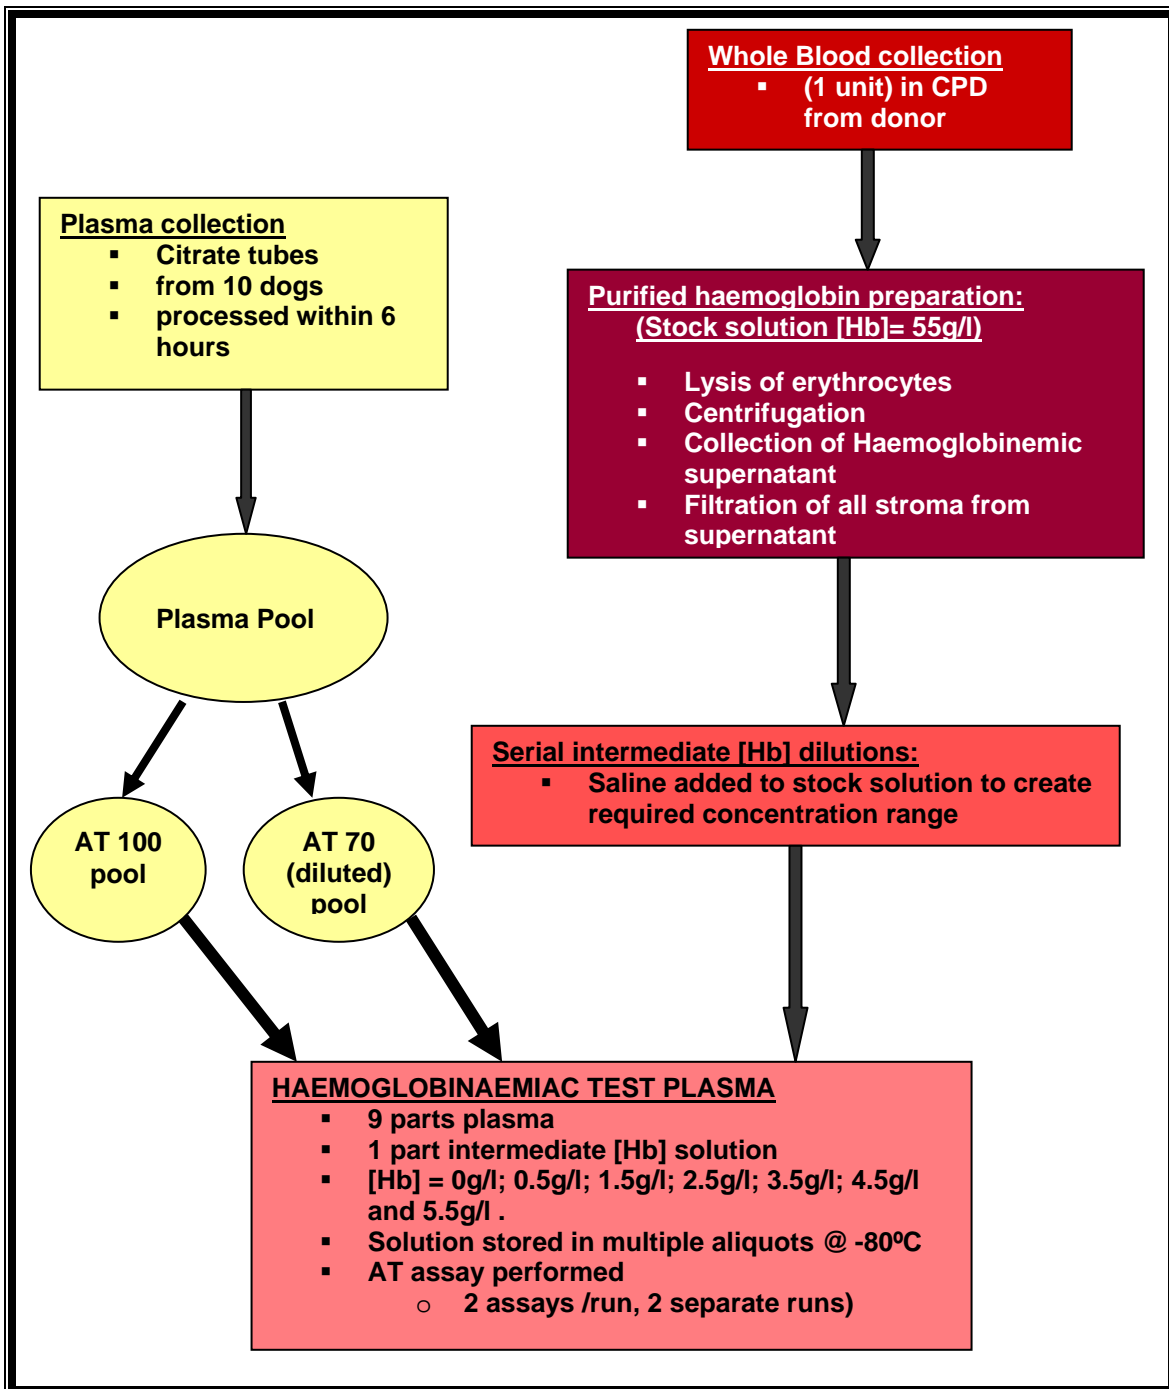 Whole Blood collection
▪ (1 unit) in CPD
from donor
Plasma collection
▪ Citrate tubes
▪ from 10 dogs
▪ processed within 6
hours
Purified haemoglobin preparation:
(Stock solution [Hb]= 55g/l)
▪ Lysis of erythrocytes
▪ Centrifugation
▪ Collection of Haemoglobinemic
supernatant
▪ Filtration of all stroma from
supernatant
Plasma Pool
Serial intermediate [Hb] dilutions:
▪ Saline added to stock solution to create
required concentration range
AT 100
pool
AT 70
(diluted)
pool
HAEMOGLOBINAEMIAC TEST PLASMA
▪ 9 parts plasma
▪ 1 part intermediate [Hb] solution
▪ [Hb] = 0g/l; 0.5g/l; 1.5g/l; 2.5g/l; 3.5g/l; 4.5g/l
and 5.5g/l .
▪ Solution stored in multiple aliquots @ -80ºC
▪ AT assay performed
o 2 assays /run, 2 separate runs)